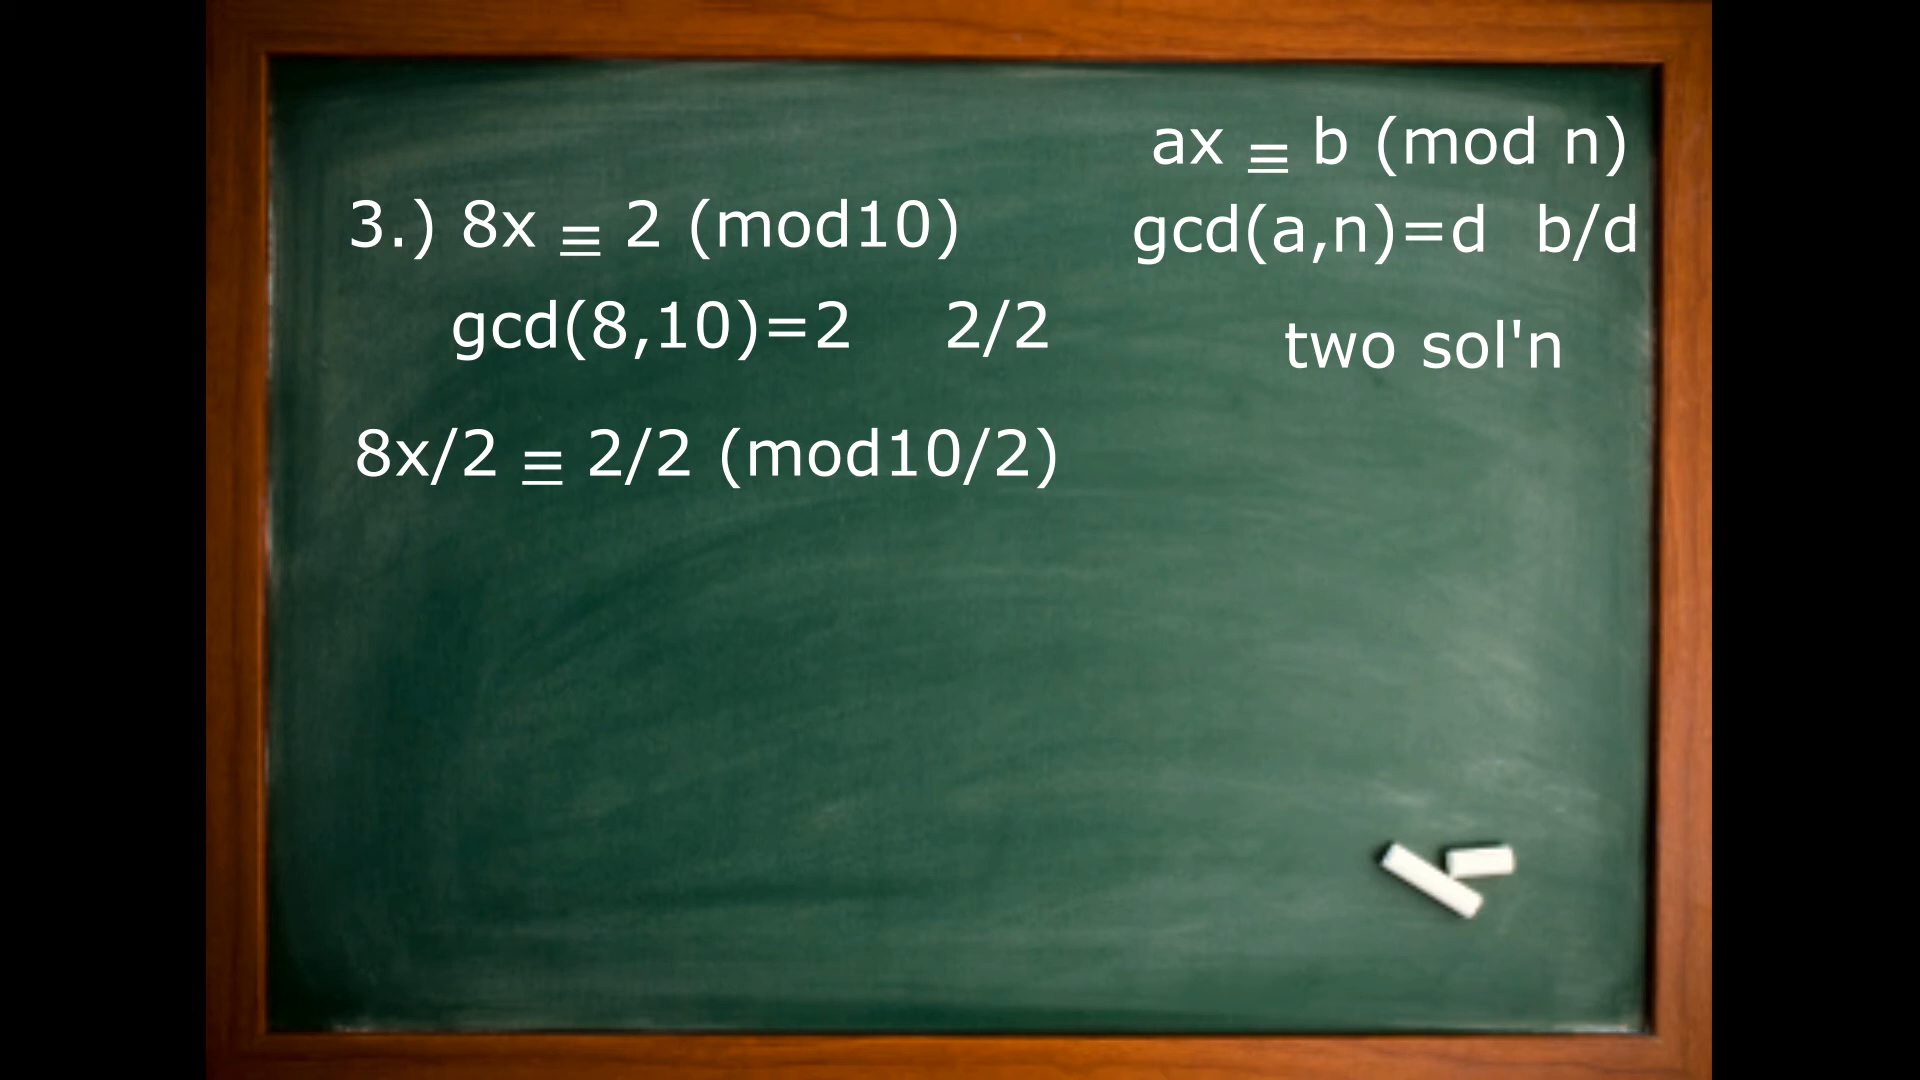 ax ≡ b (mod n)
3.) 8x ≡ 2 (mod10)
gcd(a,n)=d b/d
gcd(8,10)=2 2/2
two sol'n
8x/2 ≡ 2/2 (mod10/2)